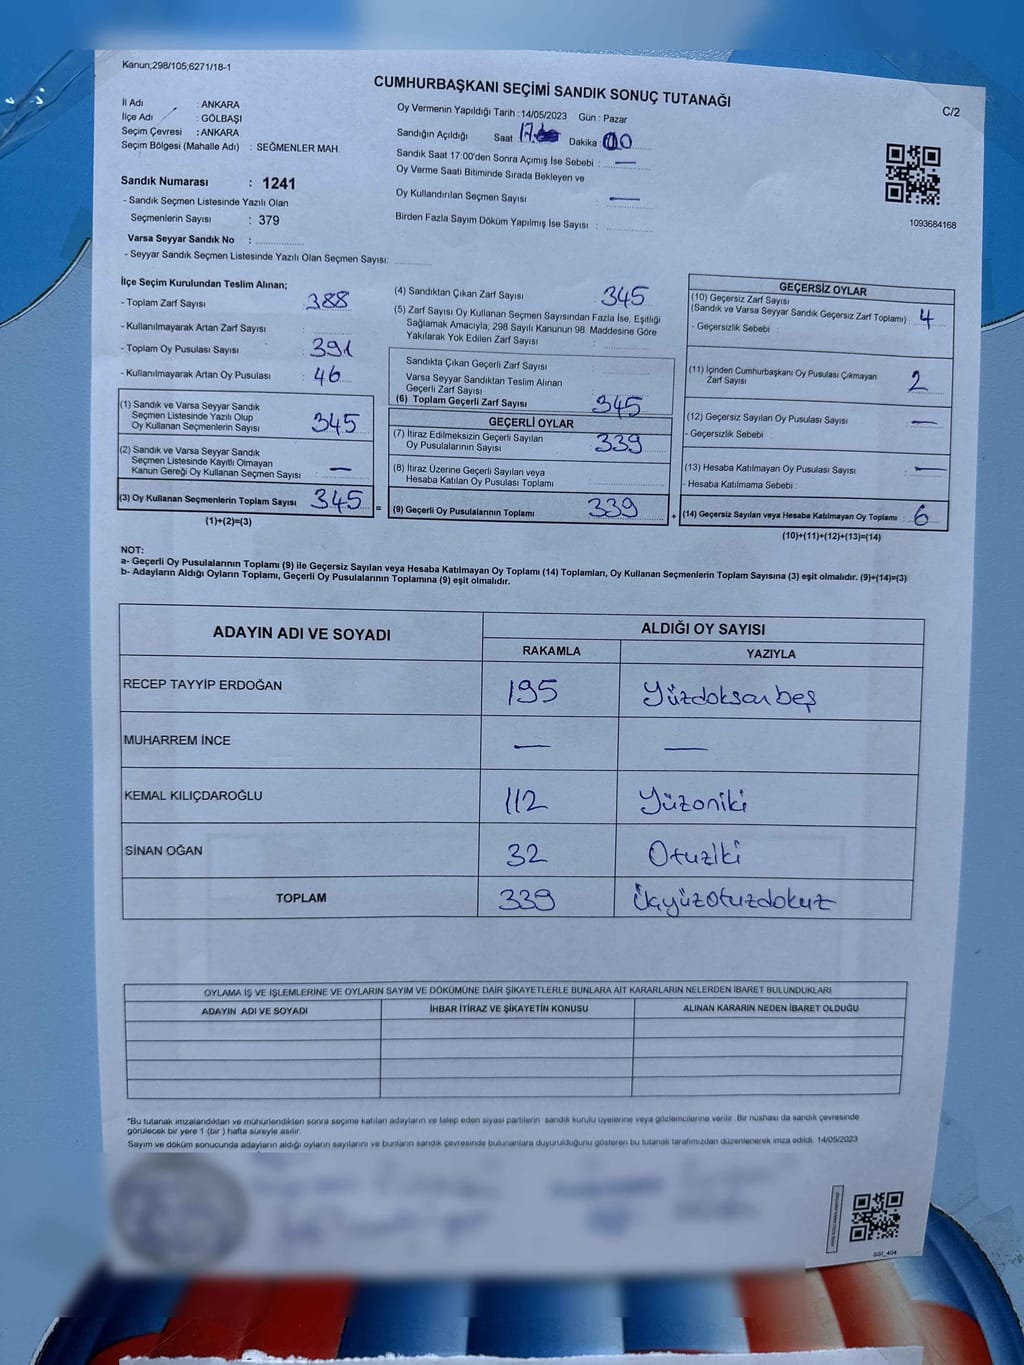 Kanun;298/105,6271/18-1
CUMHURBAŞKANI SEÇİMİ SANDIK SONUÇ TUTANAĞI
C/2
İl Adı : ANKARA
İlçe Adı : GÖLBAŞI
Seçim Çevresi : ANKARA
Seçim Bölgesi (Mahalle Adı) : SEĞMENLER MAH.
Oy Vermenin Yapıldığı Tarih : 14/05/2023 Gün : Pazar
Sandığın Açıldığı Saat 17. Dakika : 00
Sandık Saat 17:00'den Sonra Açımış İse Sebebi : —
Oy Verme Saati Bitiminde Sırada Bekleyen ve
Oy Kullandırılan Seçmen Sayısı : —
Birden Fazla Sayım Döküm Yapılmış İse Sayısı :
1093684168
Sandık Numarası : 1241
- Sandık Seçmen Listesinde Yazılı Olan
Seçmenlerin Sayısı : 379
Varsa Seyyar Sandık No :
- Seyyar Sandık Seçmen Listesinde Yazılı Olan Seçmen Sayısı:
İlçe Seçim Kurulundan Teslim Alınan;
- Toplam Zarf Sayısı : 388
- Kullanılmayarak Artan Zarf Sayısı :
- Toplam Oy Pusulası Sayısı : 391
- Kullanılmayarak Artan Oy Pusulası : 46
(1) Sandık ve Varsa Seyyar Sandık
Seçmen Listesinde Yazılı Olup
Oy Kullanan Seçmenlerin Sayısı : 345
(2) Sandık ve Varsa Seyyar Sandık
Seçmen Listesinde Kayıtlı Olmayan
Kanun Gereği Oy Kullanan Seçmen Sayısı : —
(3) Oy Kullanan Seçmenlerin Toplam Sayısı : 345 =
(1)+(2)=(3)
(4) Sandıktan Çıkan Zarf Sayısı : 345
(5) Zarf Sayısı Oy Kullanan Seçmen Sayısından Fazla İse, Eşitliği
Sağlamak Amacıyla; 298 Sayılı Kanunun 98. Maddesine Göre
Yakılarak Yok Edilen Zarf Sayısı :
Sandıkta Çıkan Geçerli Zarf Sayısı :
Varsa Seyyar Sandıktan Teslim Alınan
Geçerli Zarf Sayısı :
(6) Toplam Geçerli Zarf Sayısı : 345
GEÇERLİ OYLAR
(7) İtiraz Edilmeksizin Geçerli Sayılan
Oy Pusulalarının Sayısı : 339
(8) İtiraz Üzerine Geçerli Sayılan veya
Hesaba Katılan Oy Pusulası Toplamı :
(9) Geçerli Oy Pusulalarının Toplamı : 339 +
GEÇERSİZ OYLAR
(10) Geçersiz Zarf Sayısı
(Sandık ve Varsa Seyyar Sandık Geçersiz Zarf Toplamı) : 4
- Geçersizlik Sebebi :
(11) İçinden Cumhurbaşkanı Oy Pusulası Çıkmayan
Zarf Sayısı : 2
(12) Geçersiz Sayılan Oy Pusulası Sayısı : —
- Geçersizlik Sebebi :
(13) Hesaba Katılmayan Oy Pusulası Sayısı : —
- Hesaba Katılmama Sebebi :
(14) Geçersiz Sayılan veya Hesaba Katılmayan Oy Toplamı : 6
(10)+(11)+(12)+(13)=(14)
NOT:
a- Geçerli Oy Pusulalarının Toplamı (9) ile Geçersiz Sayılan veya Hesaba Katılmayan Oy Toplamı (14) Toplamları, Oy Kullanan Seçmenlerin Toplam Sayısına (3) eşit olmalıdır. (9)+(14)=(3)
b- Adayların Aldığı Oyların Toplamı, Geçerli Oy Pusulalarının Toplamına (9) eşit olmalıdır.
ADAYIN ADI VE SOYADI ALDIĞI OY SAYISI
RAKAMLA YAZIYLA
RECEP TAYYİP ERDOĞAN 195 Yüzdoksanbeş
MUHARREM İNCE — —
KEMAL KILIÇDAROĞLU 112 Yüzoniki
SİNAN OĞAN 32 Otuziki
TOPLAM 339 Üçyüzotuzdokuz
OYLAMA İŞ VE İŞLEMLERİNE VE OYLARIN SAYIM VE DÖKÜMÜNE DAİR ŞİKAYETLERLE BUNLARA AİT KARARLARIN NELERDEN İBARET BULUNDUKLARI
ADAYIN ADI VE SOYADI İHBAR İTİRAZ VE ŞİKAYETİN KONUSU ALINAN KARARIN NEDEN İBARET OLDUĞU
*Bu tutanak imzalandıktan ve mühürlendikten sonra seçime katılan adayların ve talep eden siyasi partilerin sandık kurulu üyelerine veya gözlemcilerine verilir. Bir nüshası da sandık çevresinde
görülecek bir yere 1 (bir) hafta süreyle asılır.
Sayım ve döküm sonucunda adayların aldığı oyların sayılarını ve bunların sandık çevresinde bulunanlara duyurulduğunu gösteren bu tutanak tarafımızdan düzenlenerek imza edildi. 14/05/2023
SSİ_404